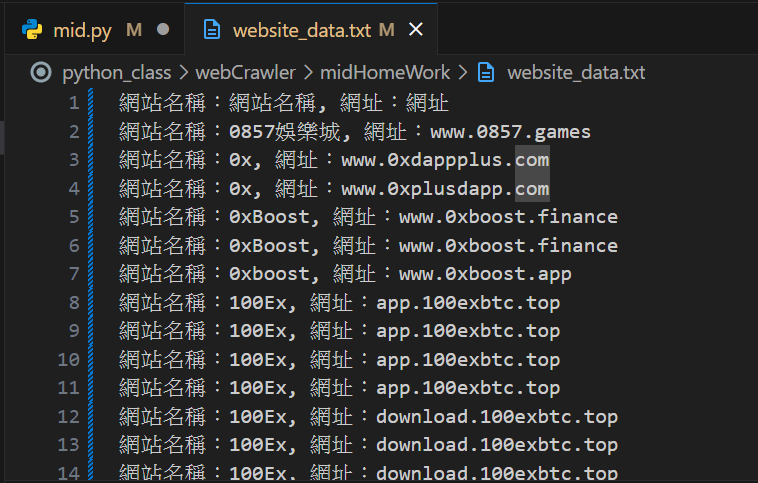 mid.py M
website_data.txt M
python_class > webCrawler > midHomeWork > website_data.txt
1 網站名稱：網站名稱, 網址：網址
2 網站名稱：0857娛樂城, 網址：www.0857.games
3 網站名稱：0x, 網址：www.0xdappplus.com
4 網站名稱：0x, 網址：www.0xplusdapp.com
5 網站名稱：0xBoost, 網址：www.0xboost.finance
6 網站名稱：0xBoost, 網址：www.0xboost.finance
7 網站名稱：0xboost, 網址：www.0xboost.app
8 網站名稱：100Ex, 網址：app.100exbtc.top
9 網站名稱：100Ex, 網址：app.100exbtc.top
10 網站名稱：100Ex, 網址：app.100exbtc.top
11 網站名稱：100Ex, 網址：app.100exbtc.top
12 網站名稱：100Ex, 網址：download.100exbtc.top
13 網站名稱：100Ex, 網址：download.100exbtc.top
14 網站名稱：100Ex, 網址：download.100exbtc.top